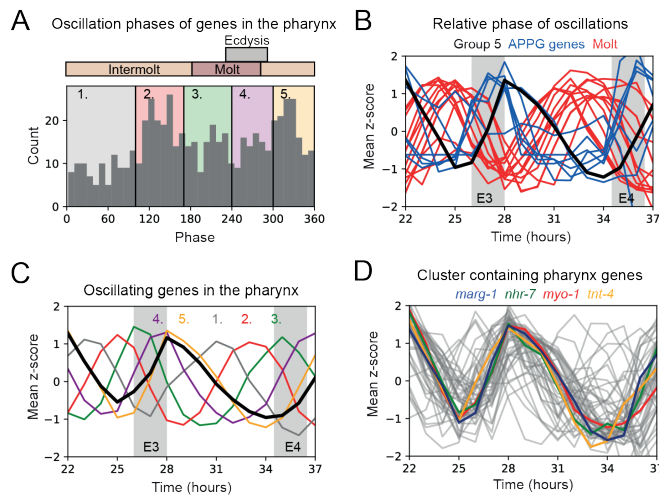 A
Oscillation phases of genes in the pharynx
Ecdysis
Intermolt
Molt
1.
2.
3.
4.
5.
20
10
0
Count
0
60
120
180
240
300
360
Phase
B
Relative phase of oscillations
Group 5 APPG genes Molt
2
1
0
−1
−2
Mean z-score
E3
E4
22
25
28
31
34
37
Time (hours)
C
Oscillating genes in the pharynx
4.
5.
1.
2.
3.
2
1
0
−1
−2
Mean z-score
E3
E4
22
25
28
31
34
37
Time (hours)
D
Cluster containing pharynx genes
marg-1 nhr-7 myo-1 tnt-4
2
1
0
−1
−2
Mean z-score
22
25
28
31
34
37
Time (hours)